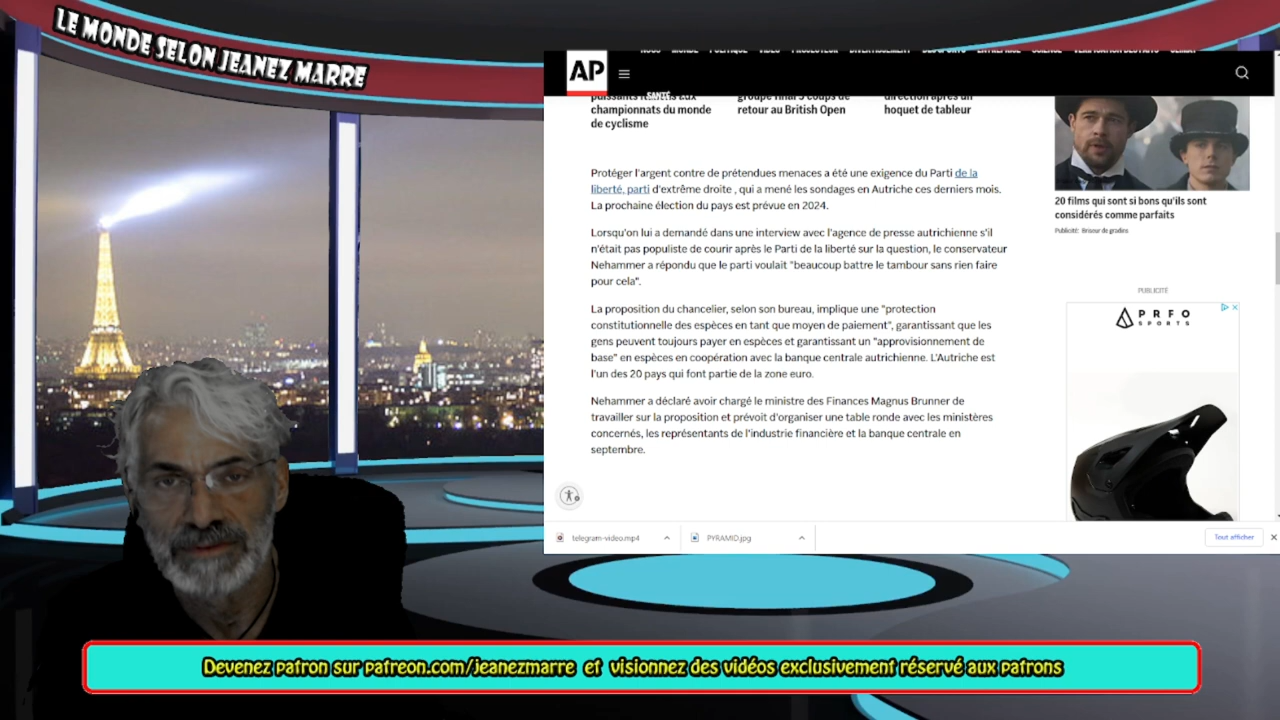 LE MONDE SELON JEANEZ MARRE
AP
SANTÉ
championnats du monde
de cyclisme
retour au British Open
hoquet de tableur
Protéger l'argent contre de prétendues menaces a été une exigence du Parti de la
liberté, parti d'extrême droite , qui a mené les sondages en Autriche ces derniers mois.
La prochaine élection du pays est prévue en 2024.
Lorsqu'on lui a demandé dans une interview avec l'agence de presse autrichienne s'il
n'était pas populiste de courir après le Parti de la liberté sur la question, le conservateur
Nehammer a répondu que le parti voulait "beaucoup battre le tambour sans rien faire
pour cela".
La proposition du chancelier, selon son bureau, implique une "protection
constitutionnelle des espèces en tant que moyen de paiement", garantissant que les
gens peuvent toujours payer en espèces et garantissant un "approvisionnement de
base" en espèces en coopération avec la banque centrale autrichienne. L'Autriche est
l'un des 20 pays qui font partie de la zone euro.
Nehammer a déclaré avoir chargé le ministre des Finances Magnus Brunner de
travailler sur la proposition et prévoit d'organiser une table ronde avec les ministères
concernés, les représentants de l'industrie financière et la banque centrale en
septembre.
20 films qui sont si bons qu'ils sont
considérés comme parfaits
Publicité: Briseur de gradins
PUBLICITÉ
PRFO
SPORTS
telegram-video.mp4
PYRAMID.jpg
Tout afficher
Devenez patron sur patreon.com/jeanezmarre et visionnez des vidéos exclusivement réservé aux patrons